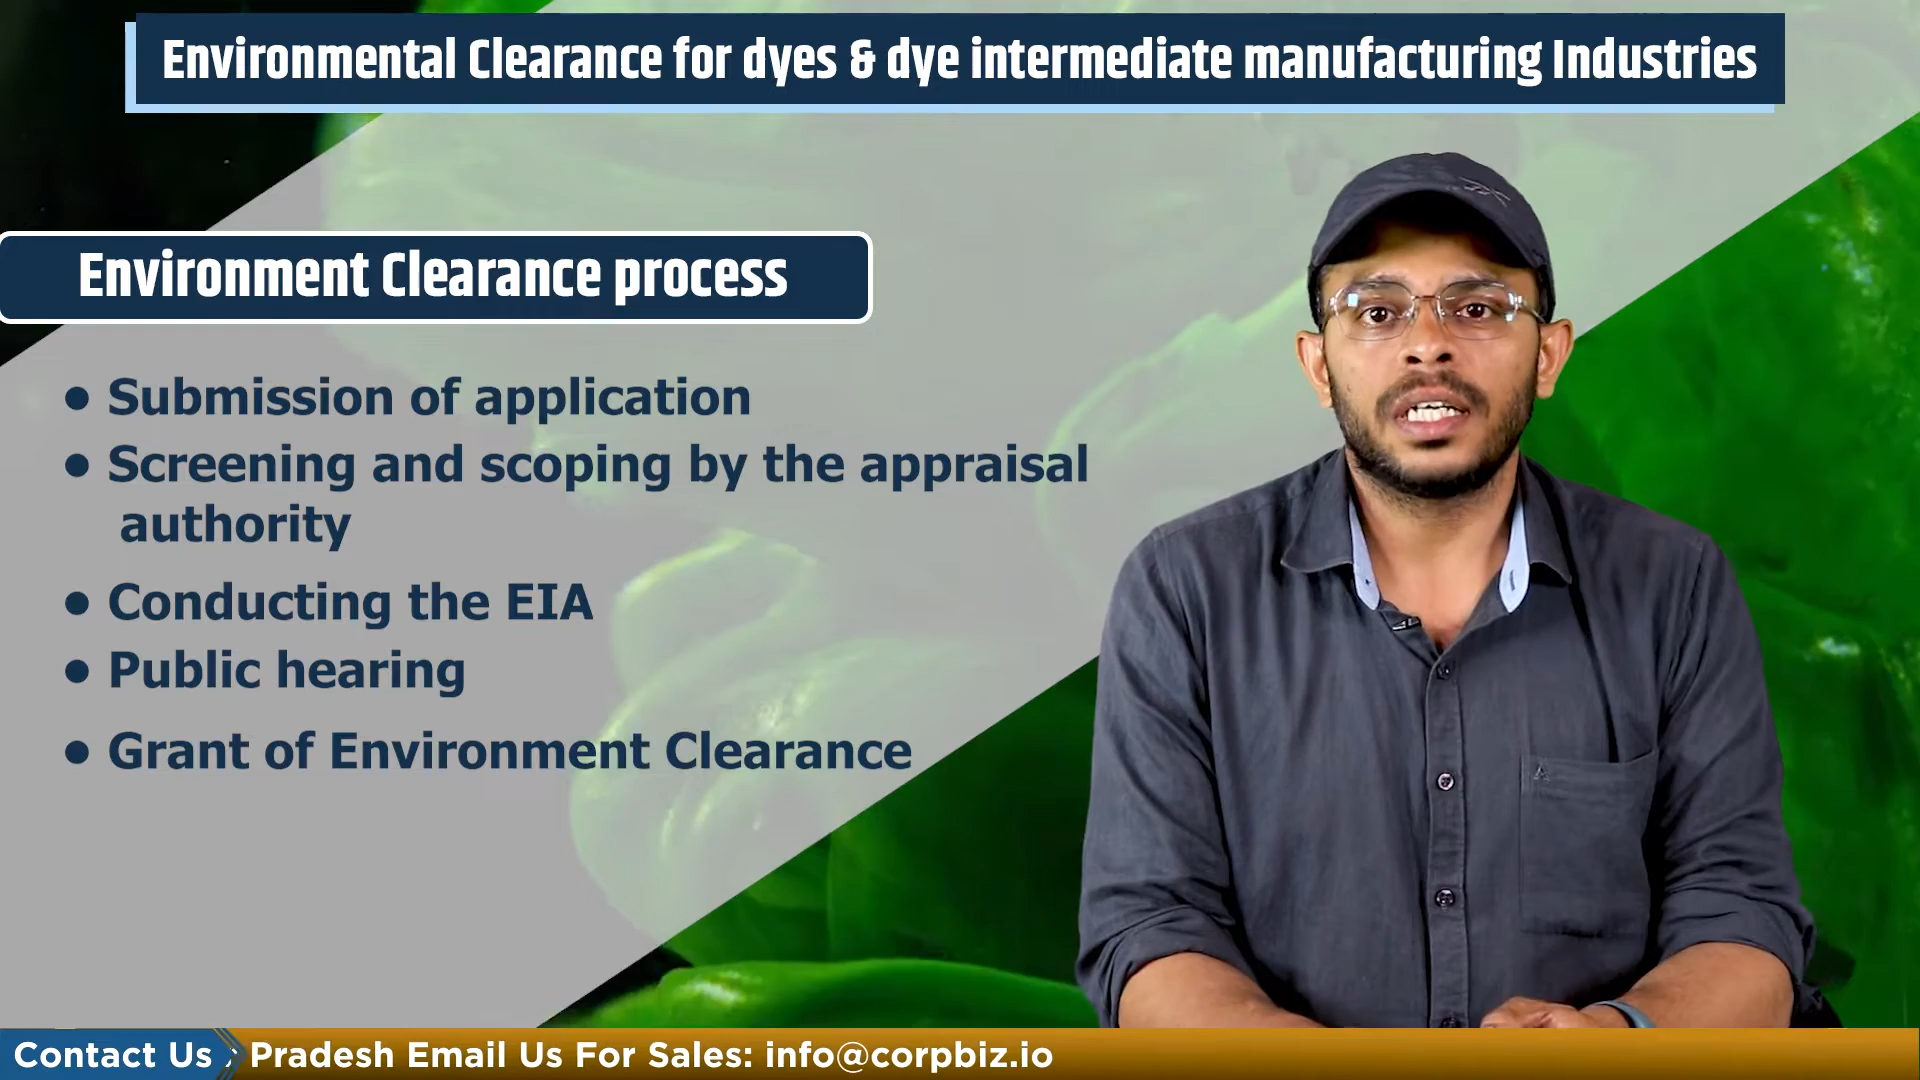 Environmental Clearance for dyes & dye intermediate manufacturing Industries
Environment Clearance process
• Submission of application
• Screening and scoping by the appraisal
authority
• Conducting the EIA
• Public hearing
• Grant of Environment Clearance
Contact Us : Pradesh Email Us For Sales: info@corpbiz.io